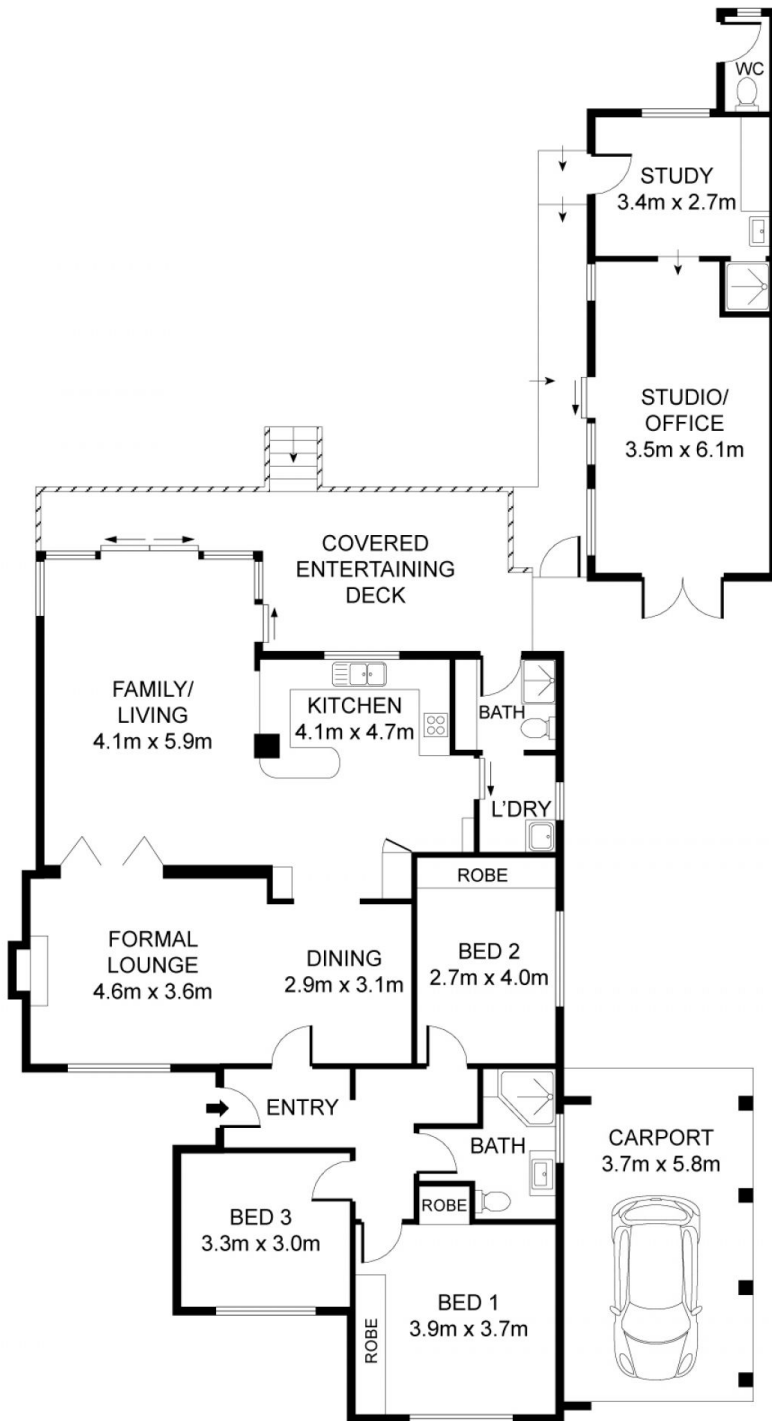 WC
STUDY
3.4m x 2.7m
STUDIO/
OFFICE
3.5m x 6.1m
COVERED
ENTERTAINING
DECK
FAMILY/
LIVING
4.1m x 5.9m
KITCHEN
4.1m x 4.7m
BATH
L'DRY
ROBE
FORMAL
LOUNGE
4.6m x 3.6m
DINING
2.9m x 3.1m
BED 2
2.7m x 4.0m
ENTRY
BATH
CARPORT
3.7m x 5.8m
BED 3
3.3m x 3.0m
ROBE
BED 1
3.9m x 3.7m
ROBE